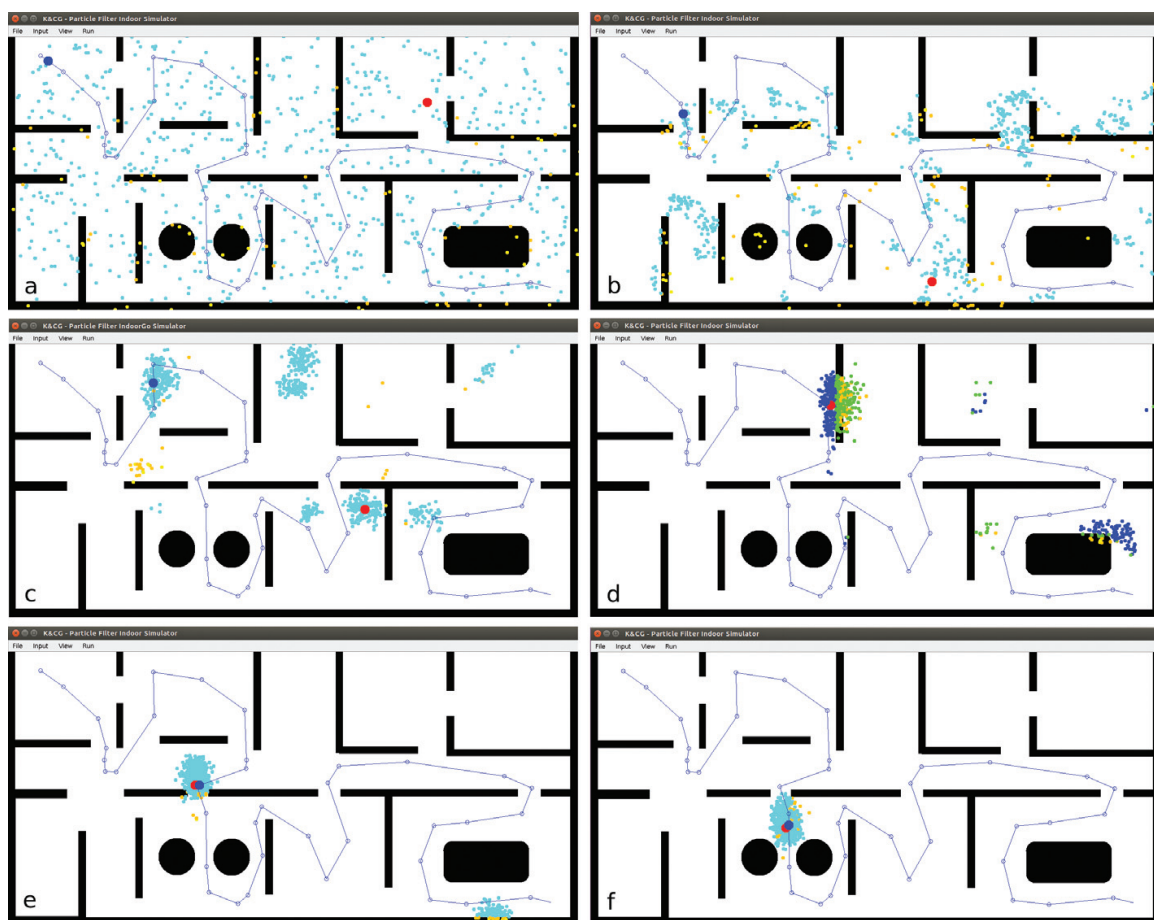 K&CG - Particle Filter Indoor Simulator
File Input View Run
a
K&CG - Particle Filter Indoor Simulator
File Input View Run
b
K&CG - Particle Filter IndoorGo Simulator
File Input View Run
c
K&CG - Particle Filter Indoor Simulator
File Input View Run
d
K&CG - Particle Filter Indoor Simulator
File Input View Run
e
K&CG - Particle Filter Indoor Simulator
File Input View Run
f